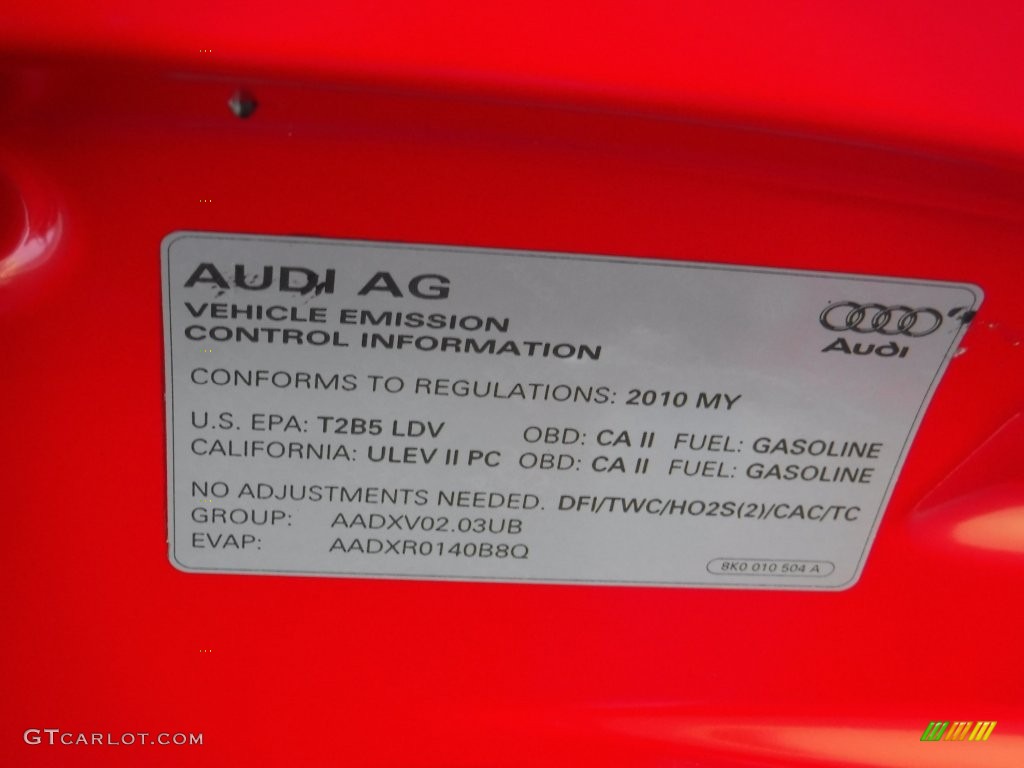 AUDI AG
VEHICLE EMISSION
CONTROL INFORMATION
Audi
CONFORMS TO REGULATIONS: 2010 MY
U.S. EPA: T2B5 LDV OBD: CA II FUEL: GASOLINE
CALIFORNIA: ULEV II PC OBD: CA II FUEL: GASOLINE
NO ADJUSTMENTS NEEDED. DFI/TWC/HO2S(2)/CAC/TC
GROUP: AADXV02.03UB
EVAP: AADXR0140B8Q
8K0 010 504 A
GTCARLOT.COM